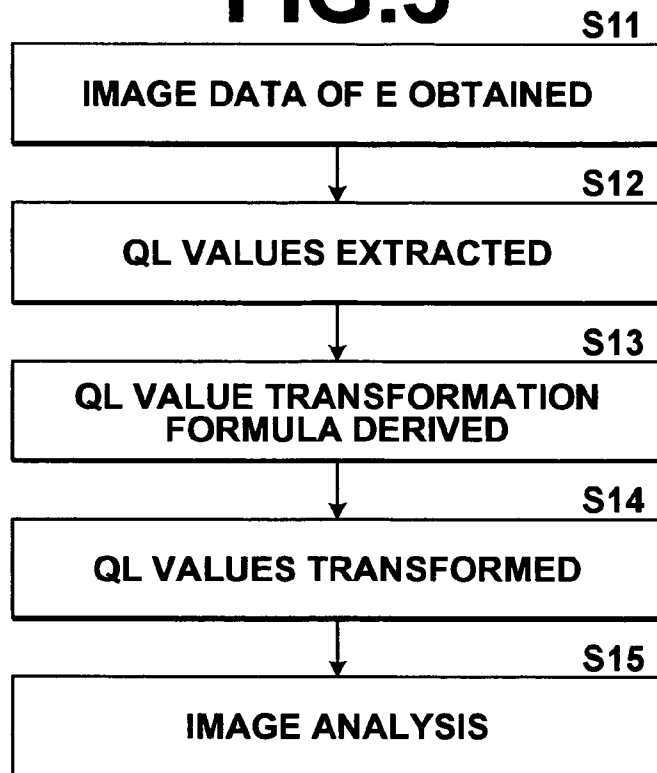 FIG.
S11
IMAGE DATA OF E OBTAINED
S12
QL VALUES EXTRACTED
S13
QL VALUE TRANSFORMATION
FORMULA DERIVED
S14
QL VALUES TRANSFORMED
S15
IMAGE ANALYSIS